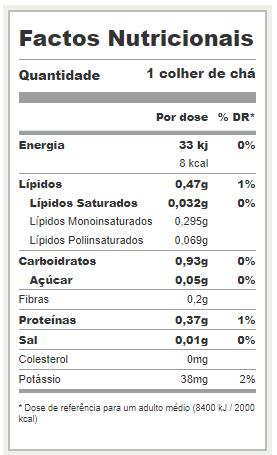 Factos Nutricionais
Quantidade 1 colher de chá
Por dose % DR*
Energia 33 kj 0%
8 kcal
Lípidos 0,47g 1%
Lípidos Saturados 0,032g 0%
Lípidos Monoinsaturados 0,295g
Lípidos Poliinsaturados 0,069g
Carboidratos 0,93g 0%
Açúcar 0,05g 0%
Fibras 0,2g
Proteínas 0,37g 1%
Sal 0,01g 0%
Colesterol 0mg
Potássio 38mg 2%
* Dose de referência para um adulto médio (8400 kJ / 2000
kcal)